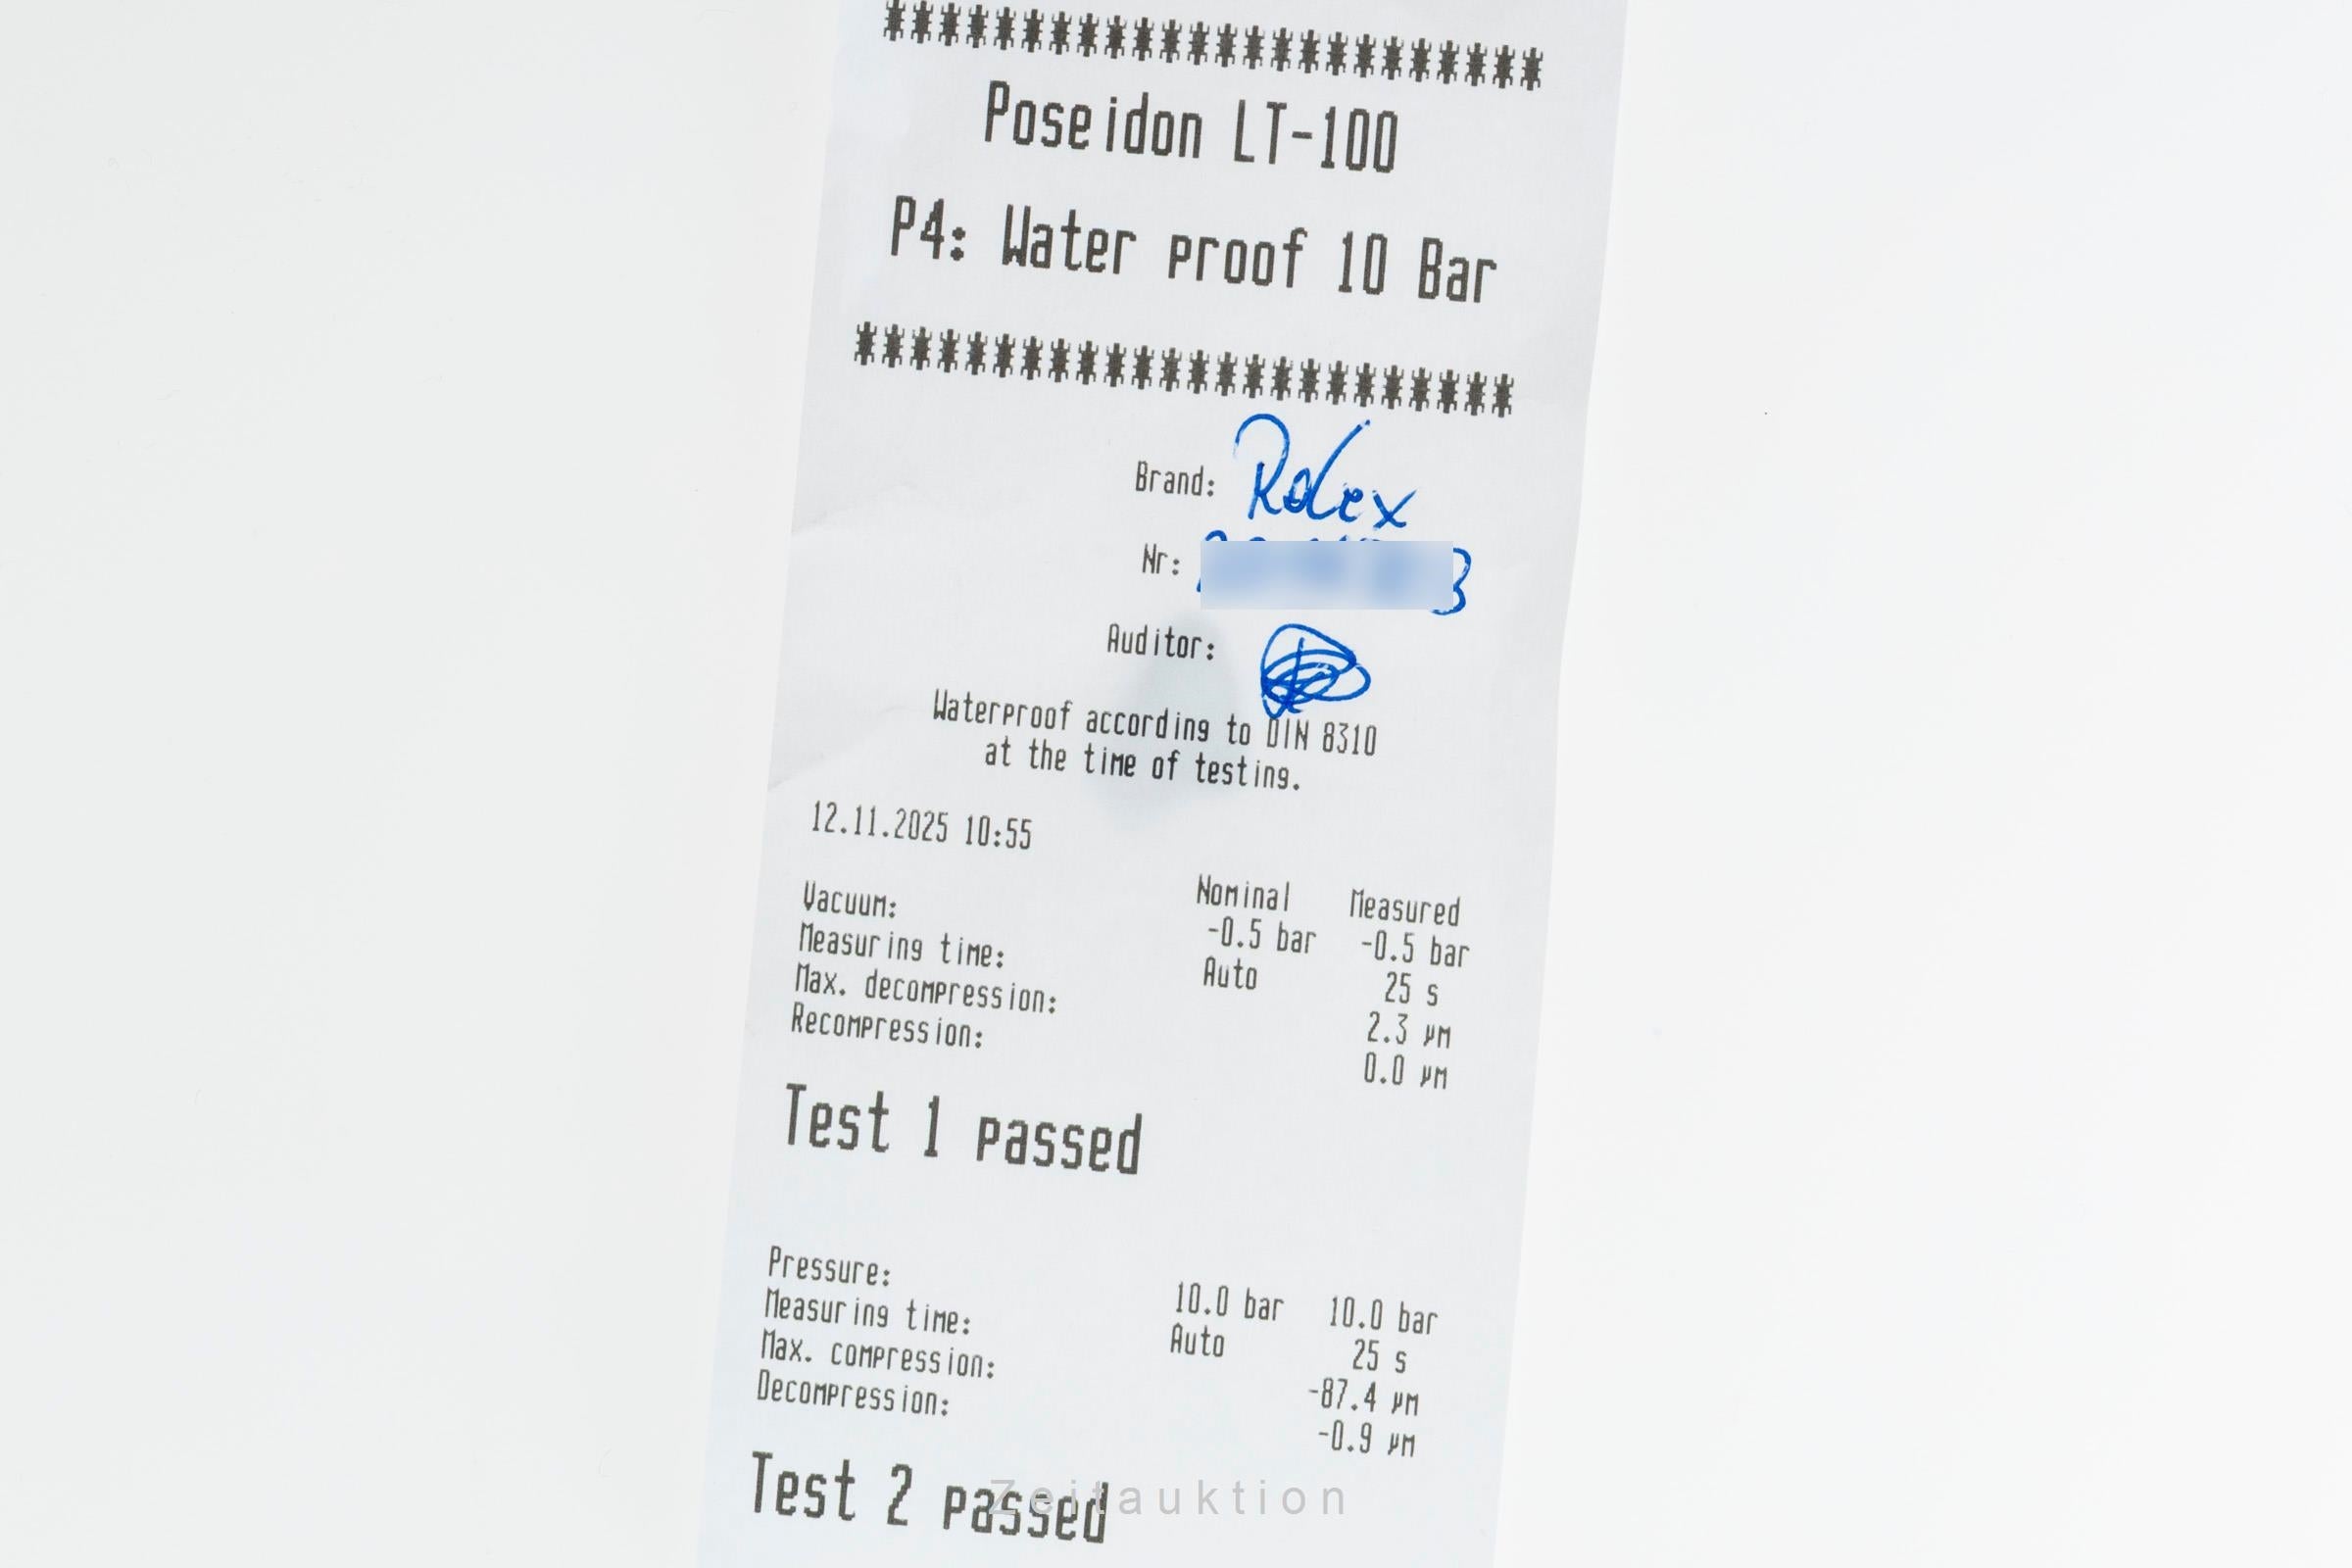 ************************
Poseidon LT-100
P4: Water proof 10 Bar
************************
Brand: Rolex
Nr:
Auditor:
Waterproof according to DIN 8310
at the time of testing.
12.11.2025 10:55
Nominal Measured
Vacuum: -0.5 bar -0.5 bar
Measuring time: Auto 25 s
Max. decompression: 2.3 µm
Recompression: 0.0 µm
Test 1 passed
Pressure: 10.0 bar 10.0 bar
Measuring time: Auto 25 s
Max. compression: -87.4 µm
Decompression: -0.9 µm
Test 2 passed
Zeitauktion